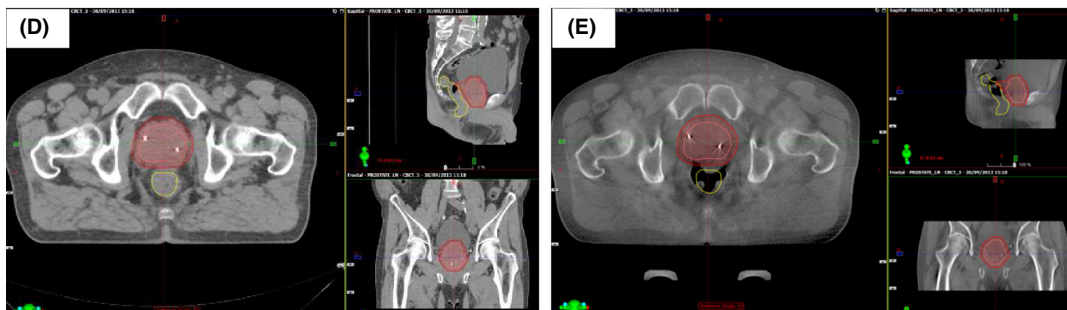 (D)
CBCT_3 - 30/09/2013 15:18
Sagittal - PROSTATE_LN - CBCT_3 - 30/09/2013 15:18
Frontal - PROSTATE_LN - CBCT_3 - 30/09/2013 15:18
(E)
CBCT_3 - 30/09/2013 15:18
Sagittal - PROSTATE_LN - CBCT_3 - 30/09/2013 15:18
100 %
Frontal - PROSTATE_LN - CBCT_3 - 30/09/2013 15:18